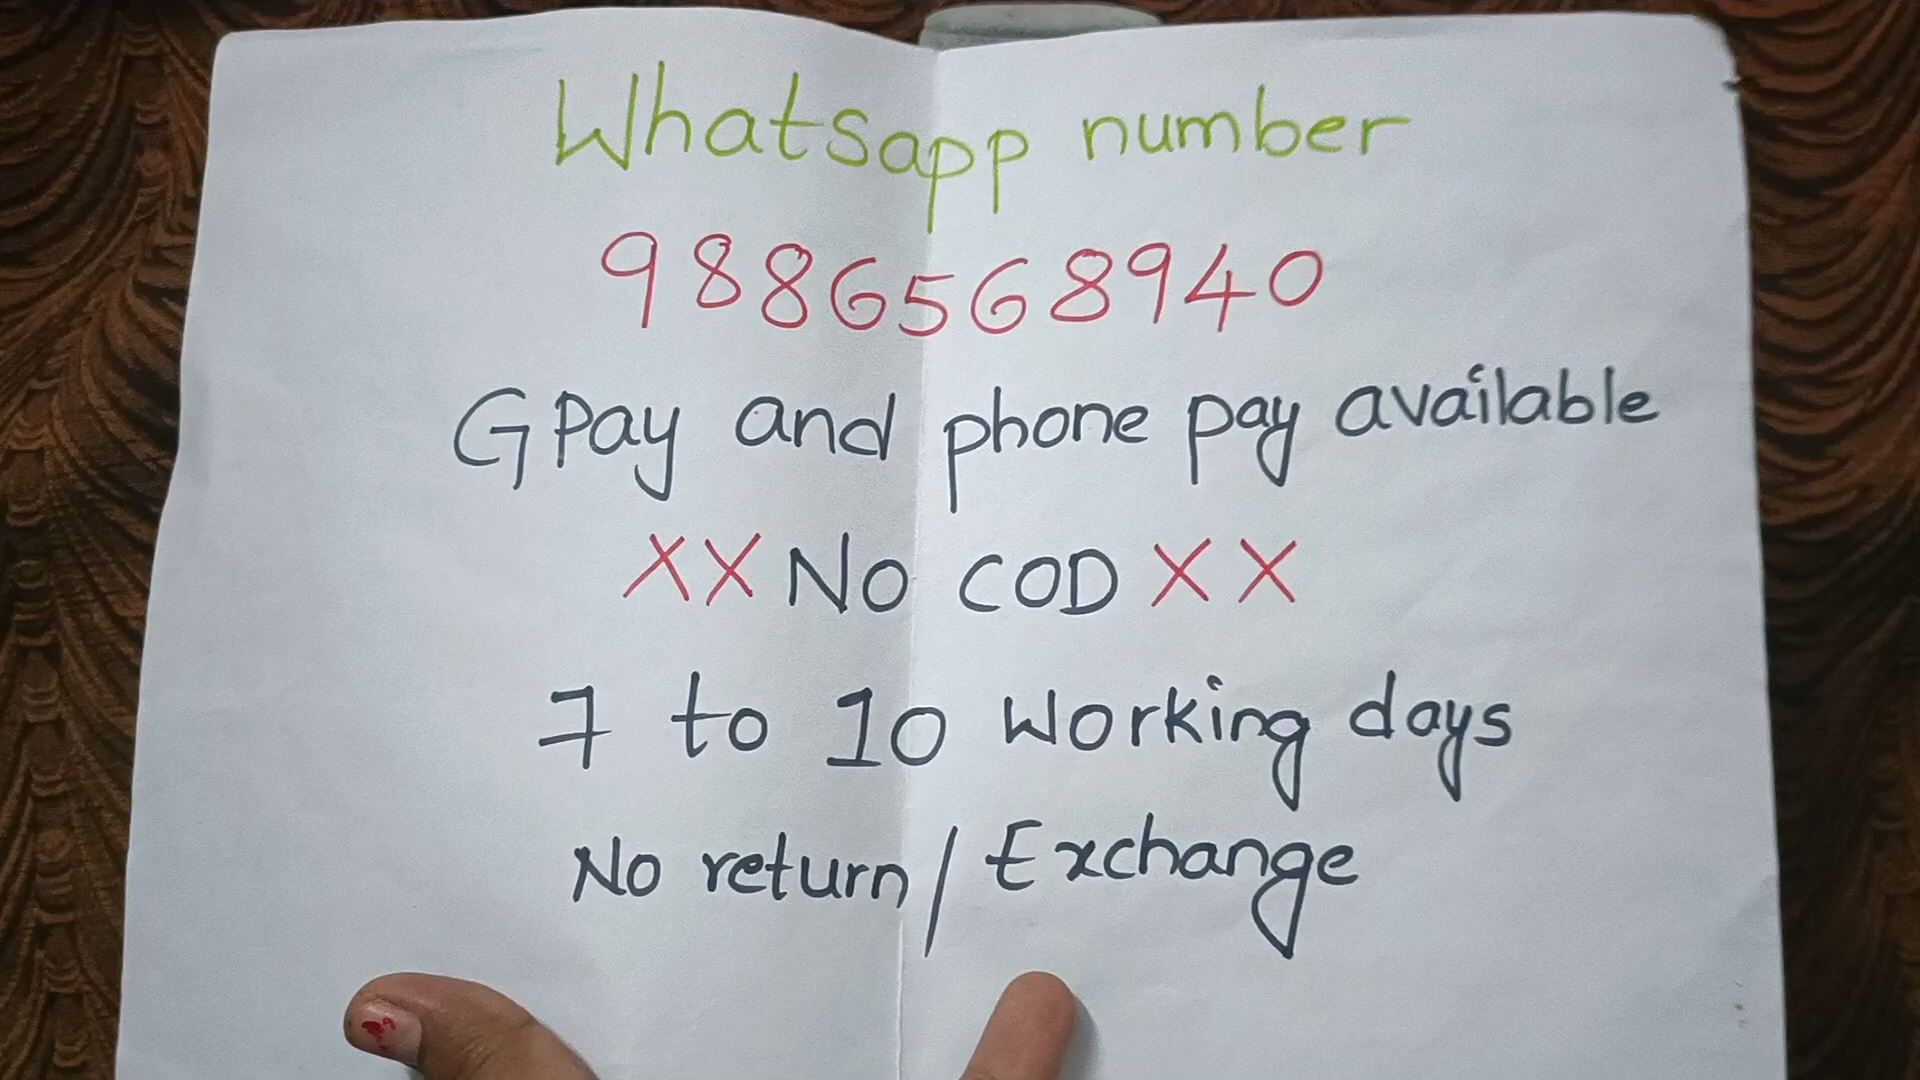 Whatsapp number
9886568940
GPay and phone pay available
XX NO COD XX
7 to 10 working days
No return / Exchange